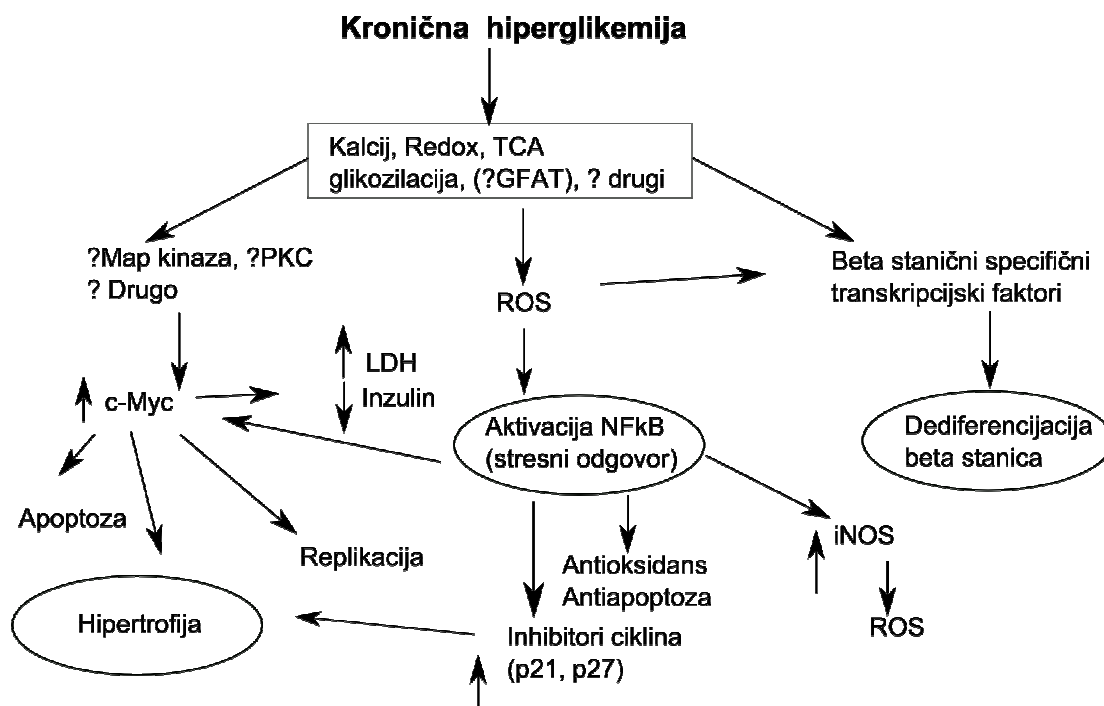 Kronična hiperglikemija
Kalcij, Redox, TCA
glikozilacija, (?GFAT), ? drugi
?Map kinaza, ?PKC
? Drugo
ROS
Beta stanični specifični
transkripcijski faktori
LDH
Inzulin
c-Myc
Aktivacija NFkB
(stresni odgovor)
Dediferencijacija
beta stanica
Apoptoza
Replikacija
Antioksidans
Antiapoptoza
iNOS
ROS
Hipertrofija
Inhibitori ciklina
(p21, p27)